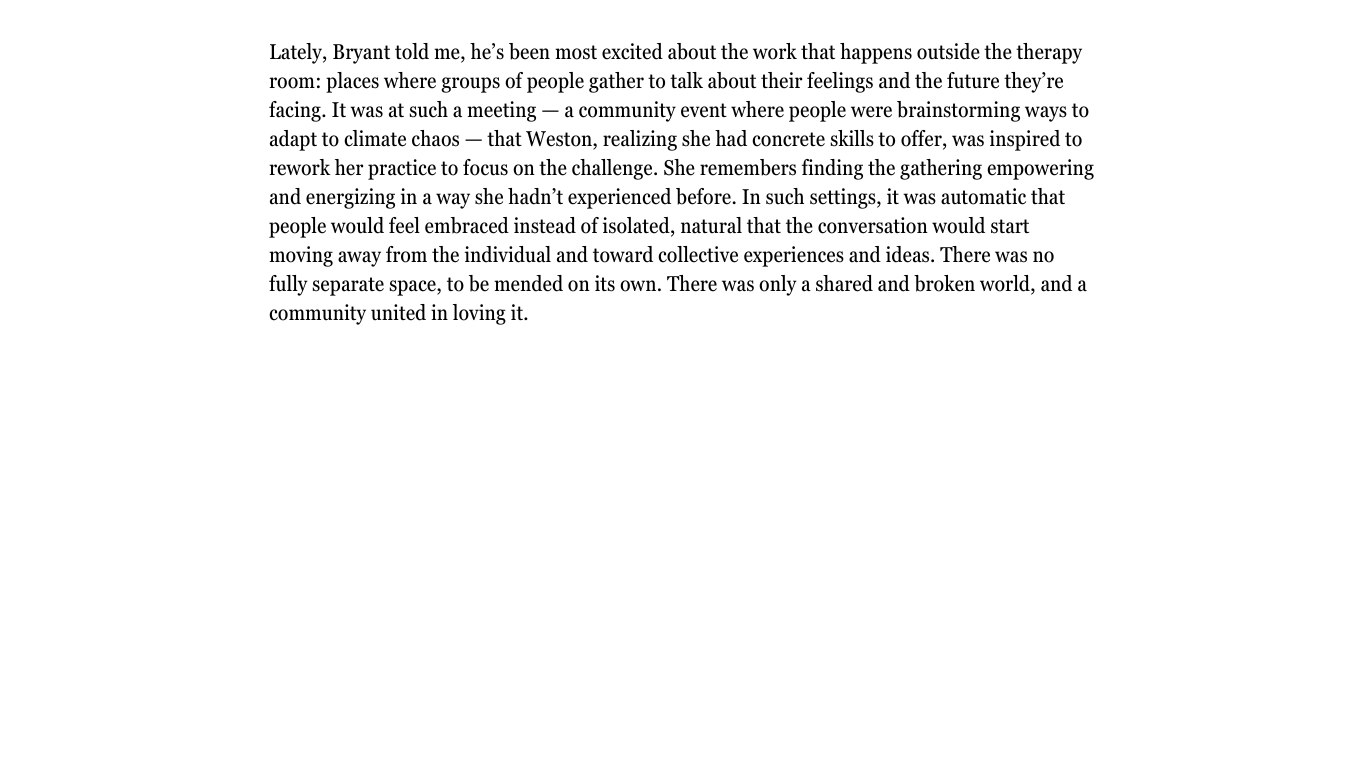 Lately, Bryant told me, he’s been most excited about the work that happens outside the therapy
room: places where groups of people gather to talk about their feelings and the future they’re
facing. It was at such a meeting — a community event where people were brainstorming ways to
adapt to climate chaos — that Weston, realizing she had concrete skills to offer, was inspired to
rework her practice to focus on the challenge. She remembers finding the gathering empowering
and energizing in a way she hadn’t experienced before. In such settings, it was automatic that
people would feel embraced instead of isolated, natural that the conversation would start
moving away from the individual and toward collective experiences and ideas. There was no
fully separate space, to be mended on its own. There was only a shared and broken world, and a
community united in loving it.